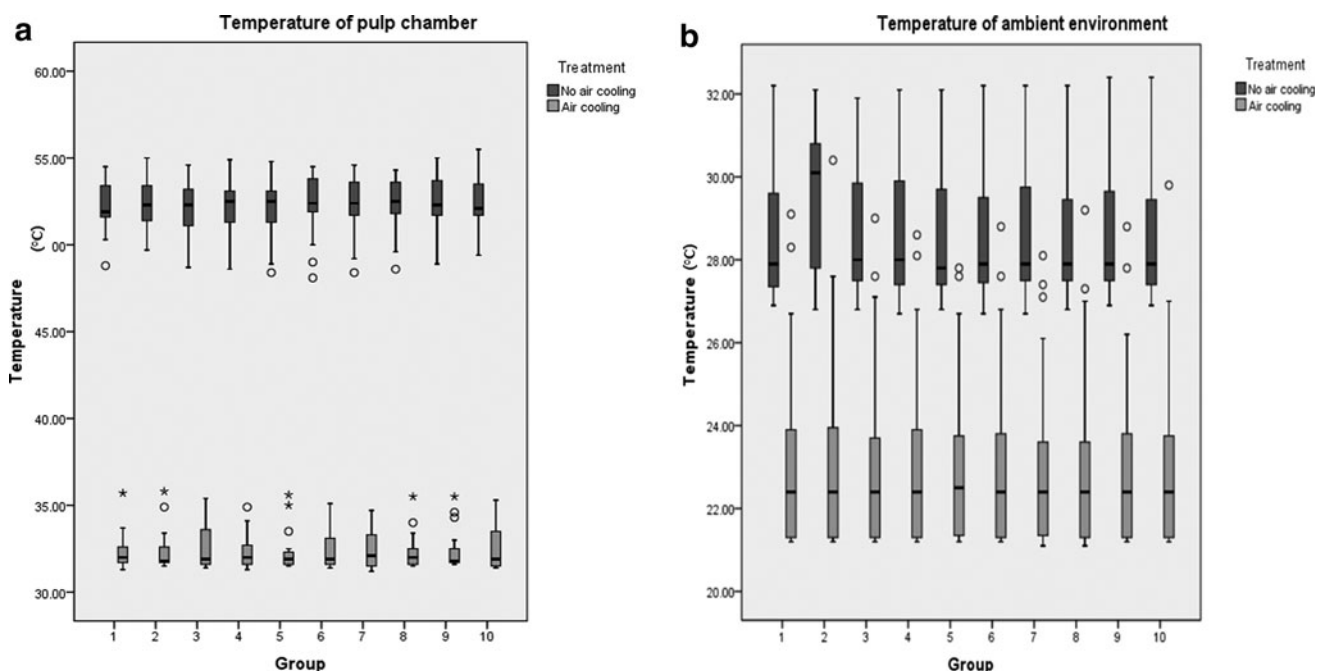 a
Temperature of pulp chamber
Treatment
No air cooling
Air cooling
Temperature (°C)
60.00
55.00
00
45.00
40.00
35.00
30.00
1 2 3 4 5 6 7 8 9 10
Group
b
Temperature of ambient environment
Treatment
No air cooling
Air cooling
Temperature (°C)
32.00
30.00
28.00
26.00
24.00
22.00
20.00
1 2 3 4 5 6 7 8 9 10
Group